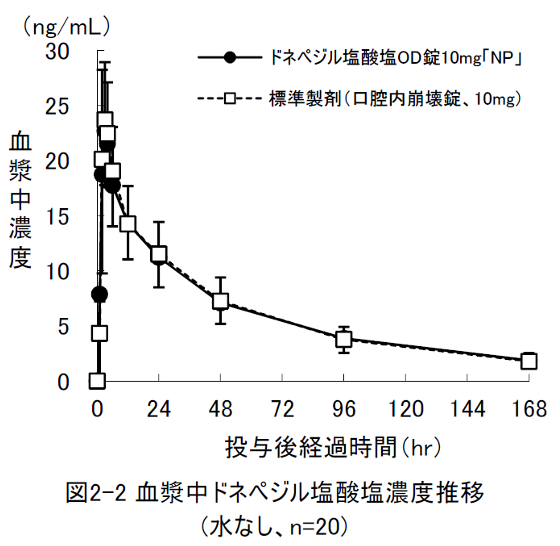 (ng/mL)
ドネペジル塩酸塩OD錠10mg「NP」
標準製剤(口腔内崩壊錠、10mg)
血漿中濃度
30
25
20
15
10
5
0
0 24 48 72 96 120 144 168
投与後経過時間(hr)
図2-2 血漿中ドネペジル塩酸塩濃度推移
(水なし、n=20)